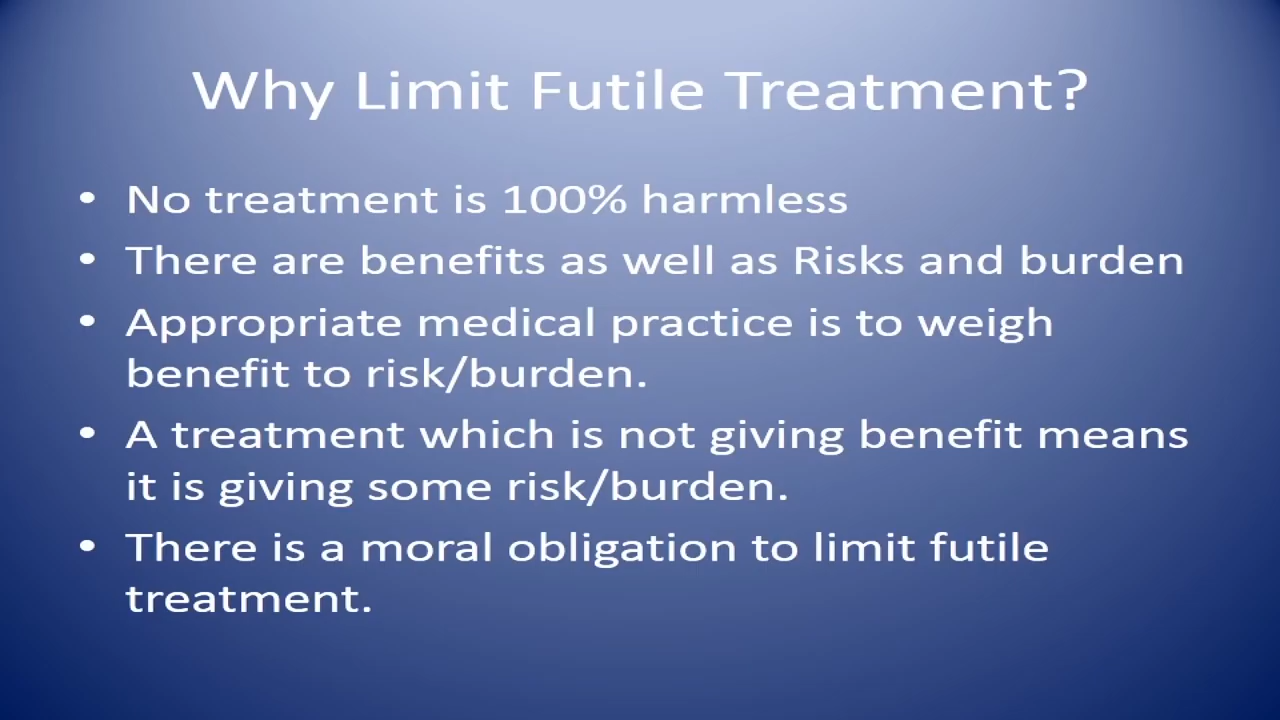 Why Limit Futile Treatment?
• No treatment is 100% harmless
• There are benefits as well as Risks and burden
• Appropriate medical practice is to weigh
benefit to risk/burden.
• A treatment which is not giving benefit means
it is giving some risk/burden.
• There is a moral obligation to limit futile
treatment.